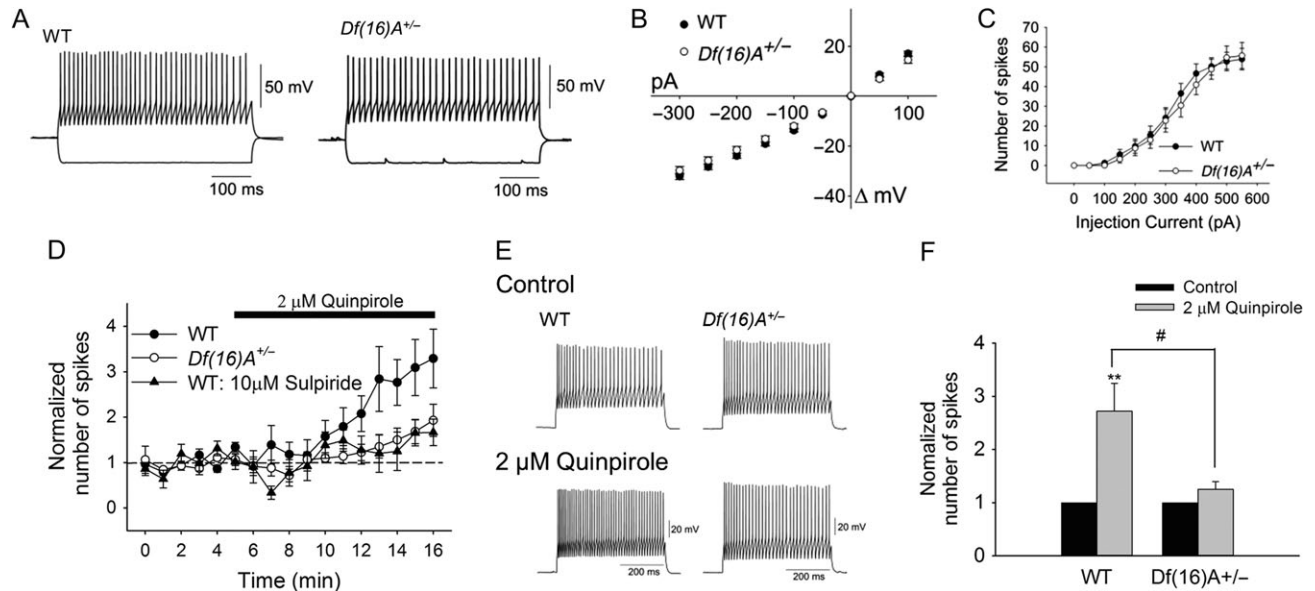 A
WT
Df(16)A+/−
50 mV
50 mV
100 ms
100 ms
B
WT
Df(16)A+/−
pA
20
−300
−200
−100
100
−20
−40
Δ mV
C
Number of spikes
70
60
50
40
30
20
10
0
WT
Df(16)A+/−
0 100 200 300 400 500 600
Injection Current (pA)
D
2 μM Quinpirole
WT
Df(16)A+/−
WT: 10μM Sulpiride
Normalized
number of spikes
4
3
2
1
0
0 2 4 6 8 10 12 14 16
Time (min)
E
Control
WT
Df(16)A+/−
2 μM Quinpirole
20 mV
20 mV
200 ms
200 ms
F
Control
2 μM Quinpirole
#
**
Nomalized
number of spikes
4
3
2
1
0
WT
Df(16)A+/−